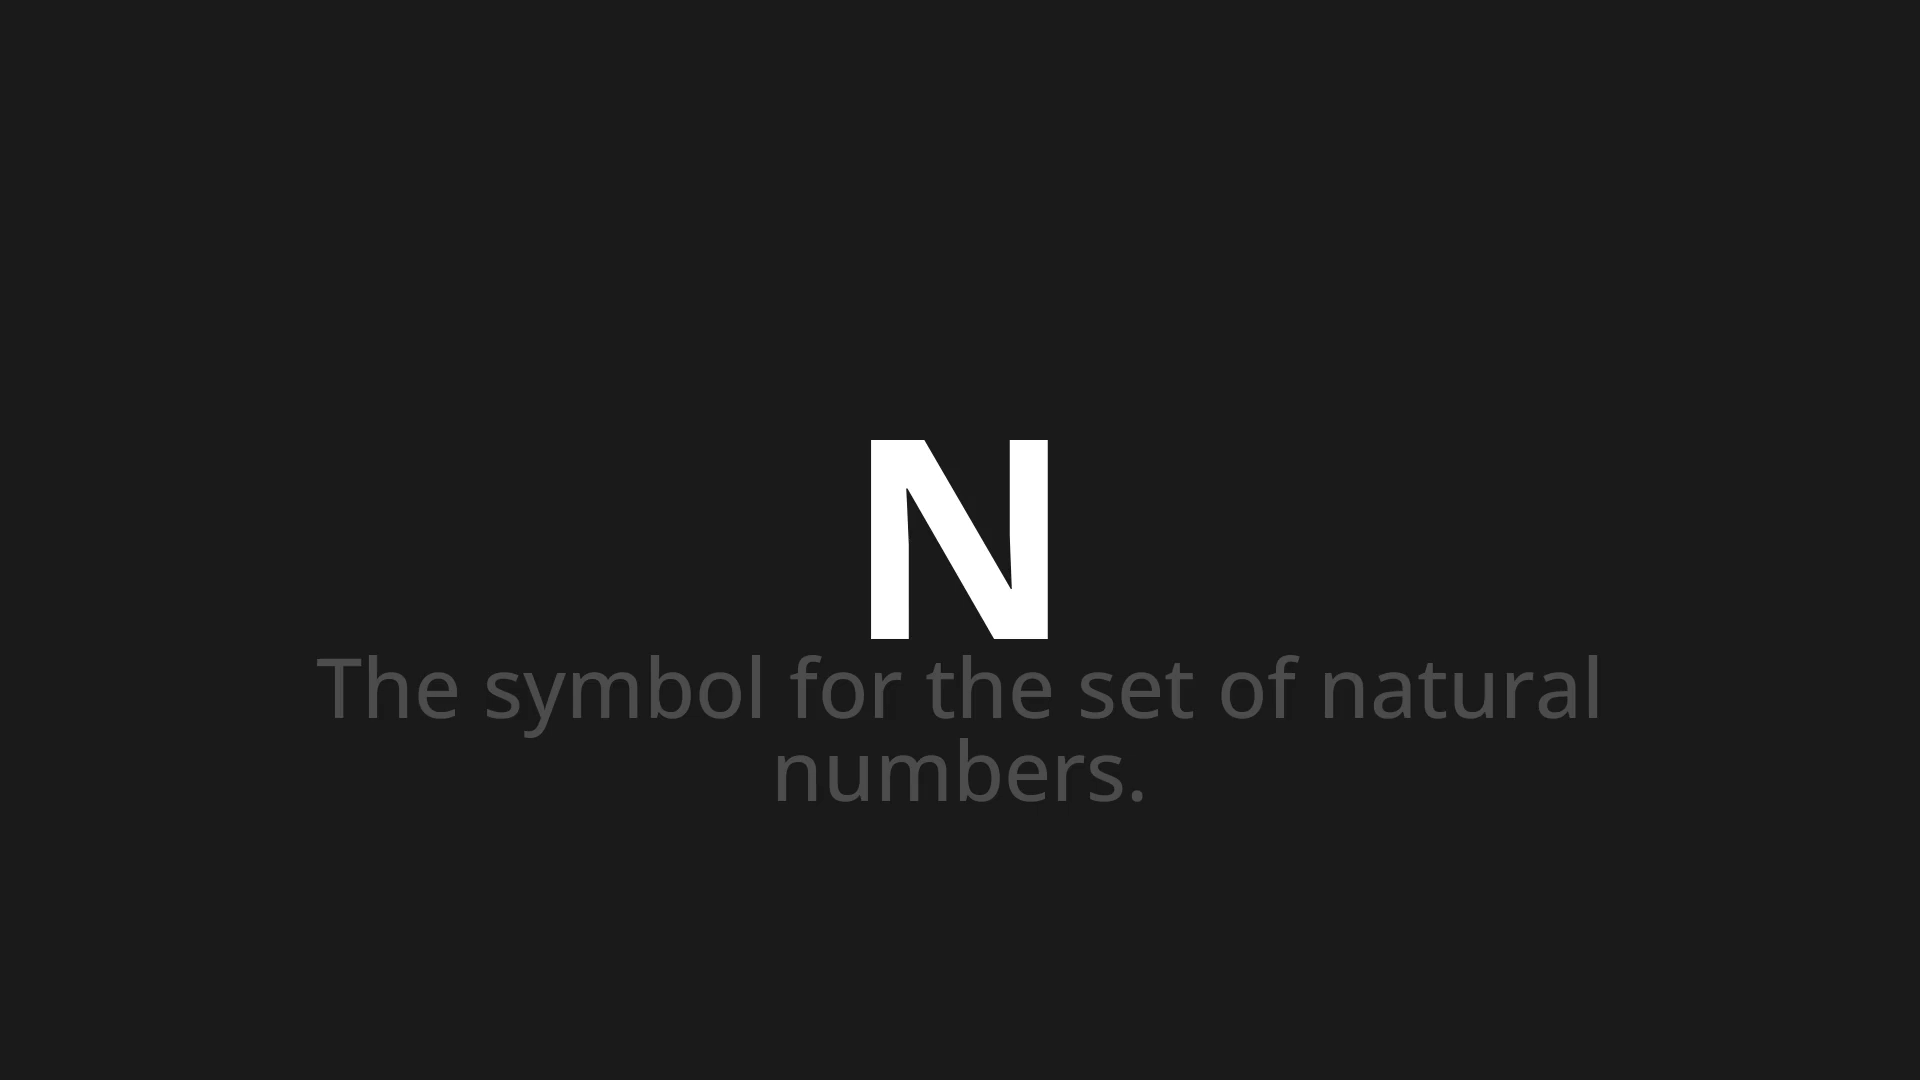 N
The symbol for the set of natural
numbers.